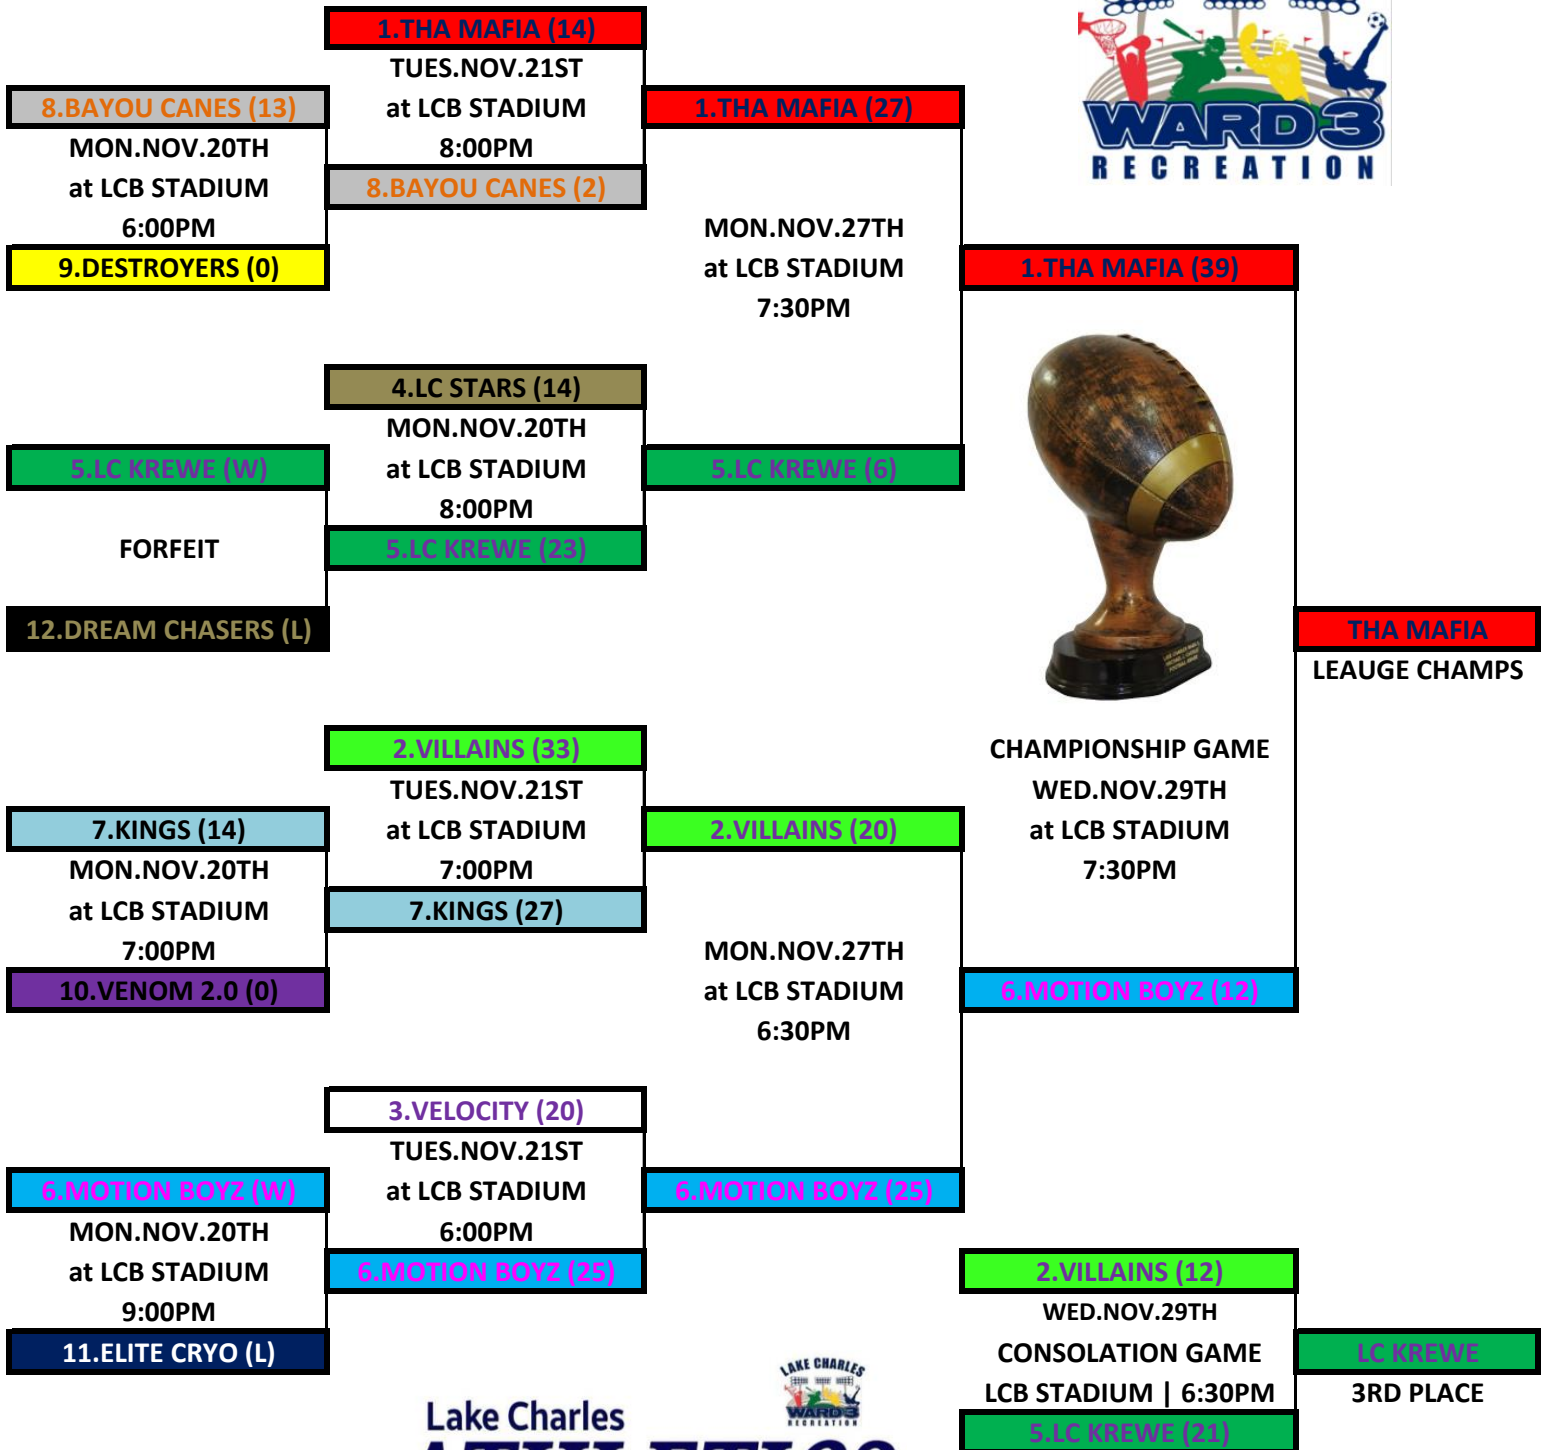 1.THA MAFIA (14)
TUES.NOV.21ST
at LCB STADIUM
8:00PM
8.BAYOU CANES (2)
8.BAYOU CANES (13)
MON.NOV.20TH
at LCB STADIUM
6:00PM
9.DESTROYERS (0)
1.THA MAFIA (27)
MON.NOV.27TH
at LCB STADIUM
7:30PM
WARD 3
RECREATION
1.THA MAFIA (39)
4.LC STARS (14)
MON.NOV.20TH
at LCB STADIUM
8:00PM
5.LC KREWE (23)
5.LC KREWE (W)
FORFEIT
12.DREAM CHASERS (L)
5.LC KREWE (6)
THA MAFIA
LEAUGE CHAMPS
2.VILLAINS (33)
TUES.NOV.21ST
at LCB STADIUM
7:00PM
7.KINGS (27)
7.KINGS (14)
MON.NOV.20TH
at LCB STADIUM
7:00PM
10.VENOM 2.0 (0)
2.VILLAINS (20)
MON.NOV.27TH
at LCB STADIUM
6:30PM
CHAMPIONSHIP GAME
WED.NOV.29TH
at LCB STADIUM
7:30PM
6.MOTION BOYZ (12)
3.VELOCITY (20)
TUES.NOV.21ST
at LCB STADIUM
6:00PM
6.MOTION BOYZ (25)
6.MOTION BOYZ (W)
MON.NOV.20TH
at LCB STADIUM
9:00PM
11.ELITE CRYO (L)
6.MOTION BOYZ (25)
2.VILLAINS (12)
WED.NOV.29TH
CONSOLATION GAME
LCB STADIUM | 6:30PM
5.LC KREWE (21)
LC KREWE
3RD PLACE
LAKE CHARLES
WARD 3
RECREATION
Lake Charles